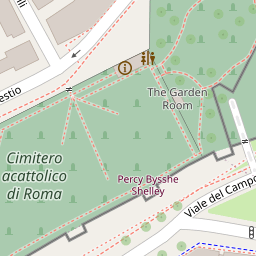 estio
The Garden
Room
Cimitero
acattolico
di Roma
Percy Bysshe
Shelley
Viale del Campo